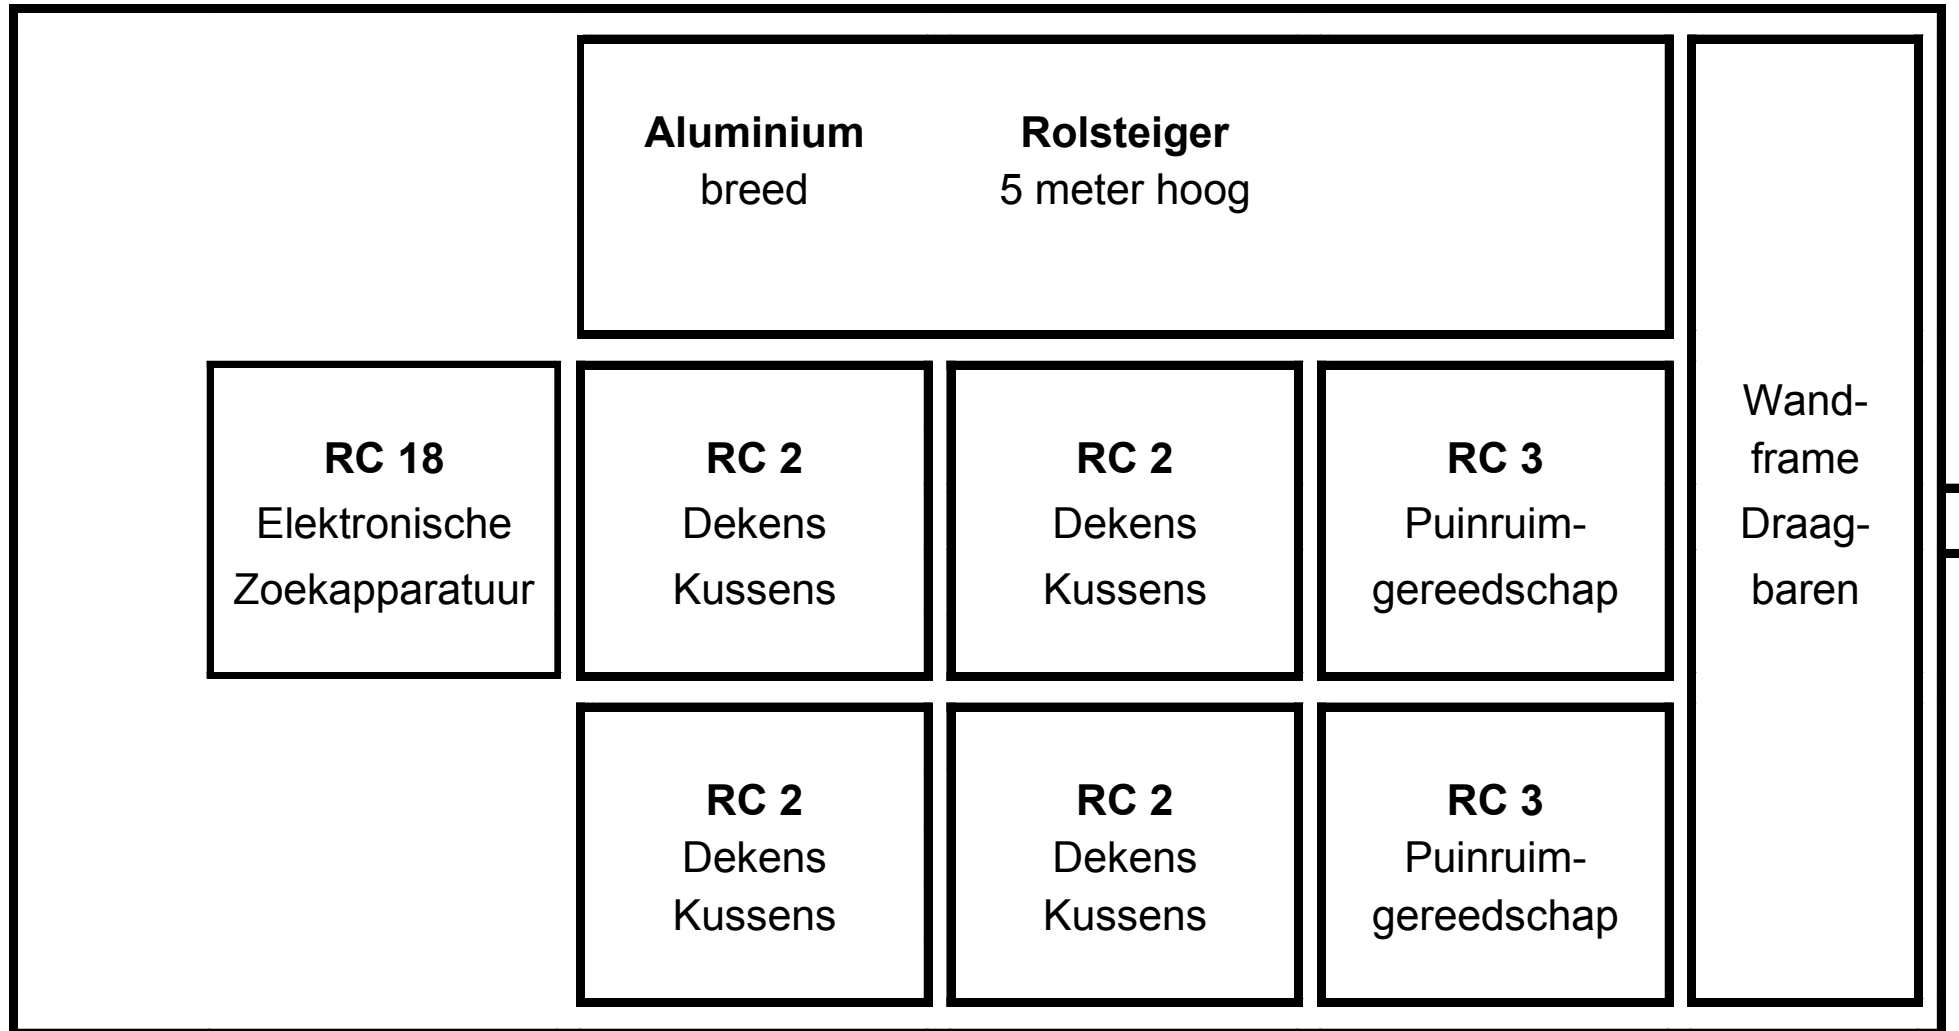 Aluminium Rolsteiger
breed 5 meter hoog
RC 18
Elektronische
Zoekapparatuur
RC 2
Dekens
Kussens
RC 2
Dekens
Kussens
RC 3
Puinruim-
gereedschap
Wand-
frame
Draag-
baren
RC 2
Dekens
Kussens
RC 2
Dekens
Kussens
RC 3
Puinruim-
gereedschap